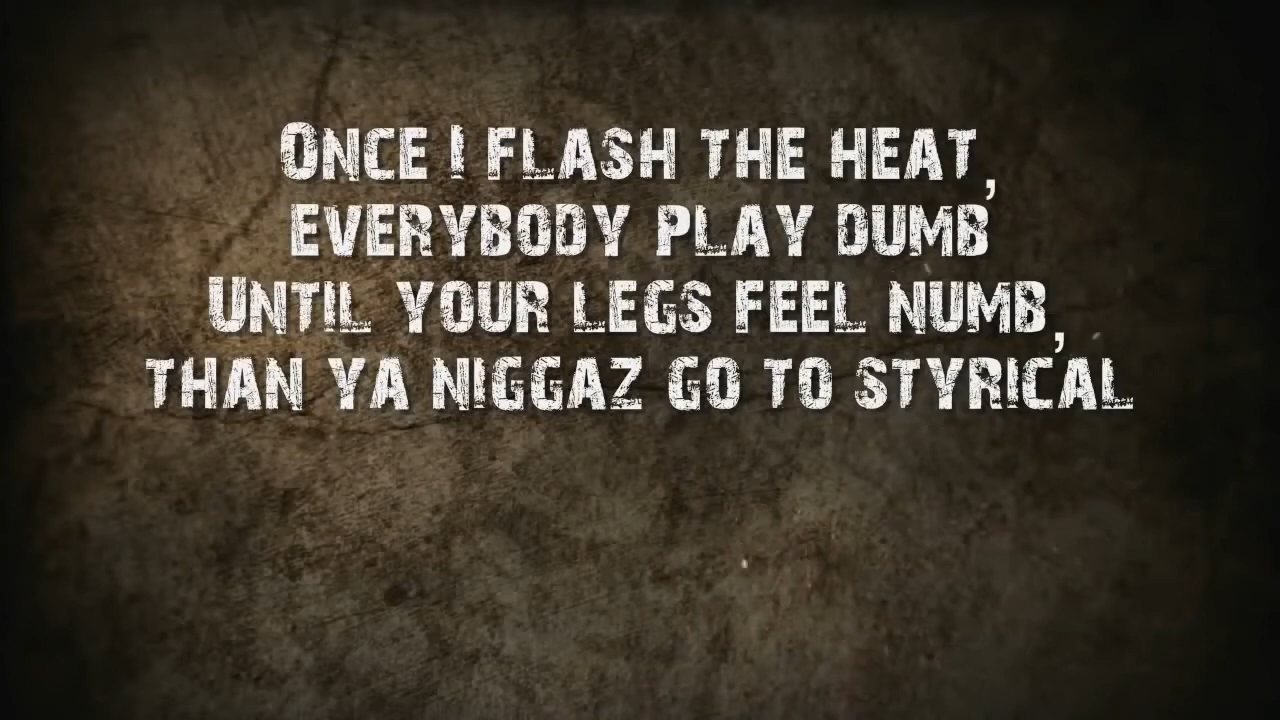 Once I flash the heat,
everybody play dumb
Until your legs feel numb,
than ya niggaz go to styrical